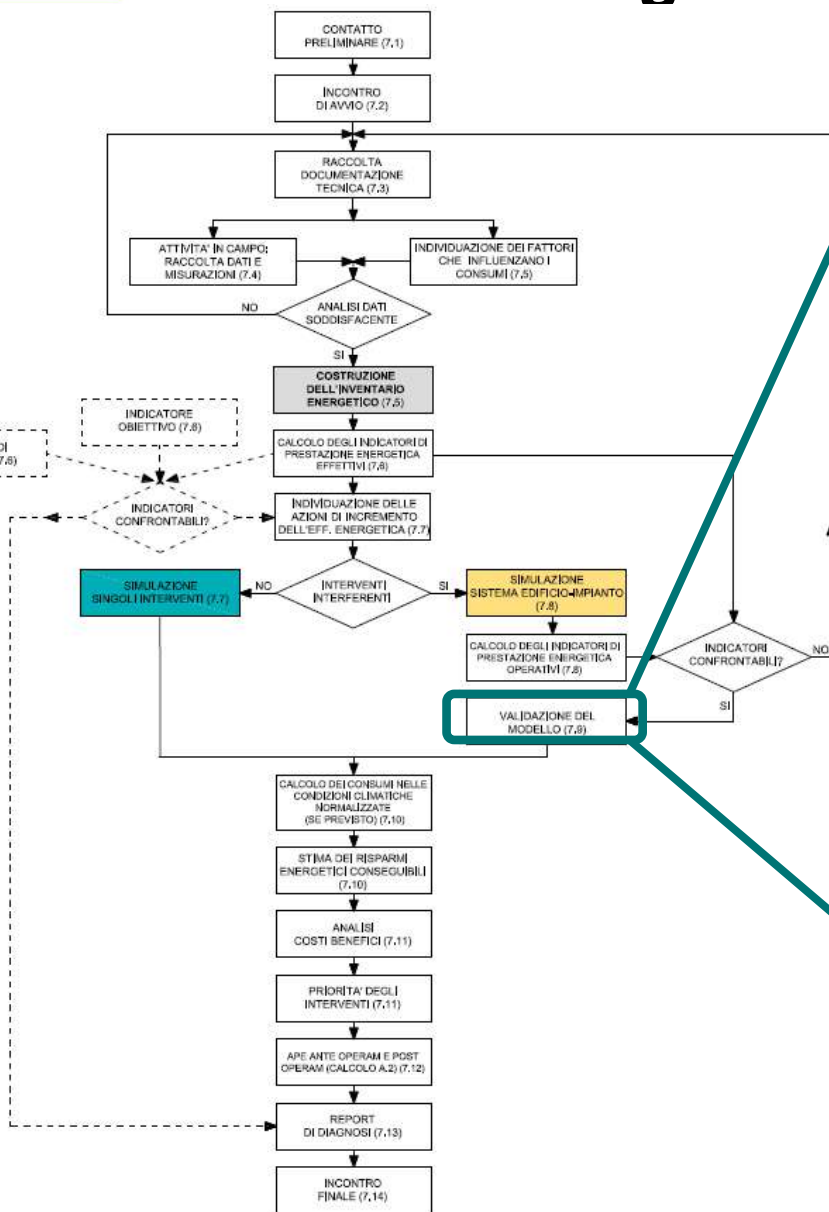 CONTATTO
PRELIMINARE (7.1)
INCONTRO
DI AVVIO (7.2)
RACCOLTA
DOCUMENTAZIONE
TECNICA (7.3)
ATTIVITA' IN CAMPO:
RACCOLTA DATI E
MISURAZIONI (7.4)
INDIVIDUAZIONE DEI FATTORI
CHE INFLUENZANO I
CONSUMI (7.5)
NO
ANALISI DATI
SODDISFACENTE
SI
COSTRUZIONE
DELL'INVENTARIO
ENERGETICO (7.5)
INDICATORE
OBIETTIVO (7.6)
DI
7.6)
CALCOLO DEGLI INDICATORI DI
PRESTAZIONE ENERGETICA
EFFETTIVI (7.6)
INDICATORI
CONFRONTABILI?
INDIVIDUAZIONE DELLE
AZIONI DI INCREMENTO
DELL'EFF. ENERGETICA (7.7)
SIMULAZIONE
SINGOLI INTERVENTI (7.7)
NO
INTERVENTI
INTERFERENTI
SI
SIMULAZIONE
SISTEMA EDIFICIO-IMPIANTO
(7.8)
CALCOLO DEGLI INDICATORI DI
PRESTAZIONE ENERGETICA
OPERATIVI (7.8)
INDICATORI
CONFRONTABILI?
NO
SI
VALIDAZIONE DEL
MODELLO (7.9)
CALCOLO DEI CONSUMI NELLE
CONDIZIONI CLIMATICHE
NORMALIZZATE
(SE PREVISTO) (7.10)
STIMA DEI RISPARMI
ENERGETICI CONSEGUIBILI
(7.10)
ANALISI
COSTI BENEFICI (7.11)
PRIORITA' DEGLI
INTERVENTI (7.11)
APE ANTE OPERAM E POST
OPERAM (CALCOLO A.2) (7.12)
REPORT
DI DIAGNOSI (7.13)
INCONTRO
FINALE (7.14)